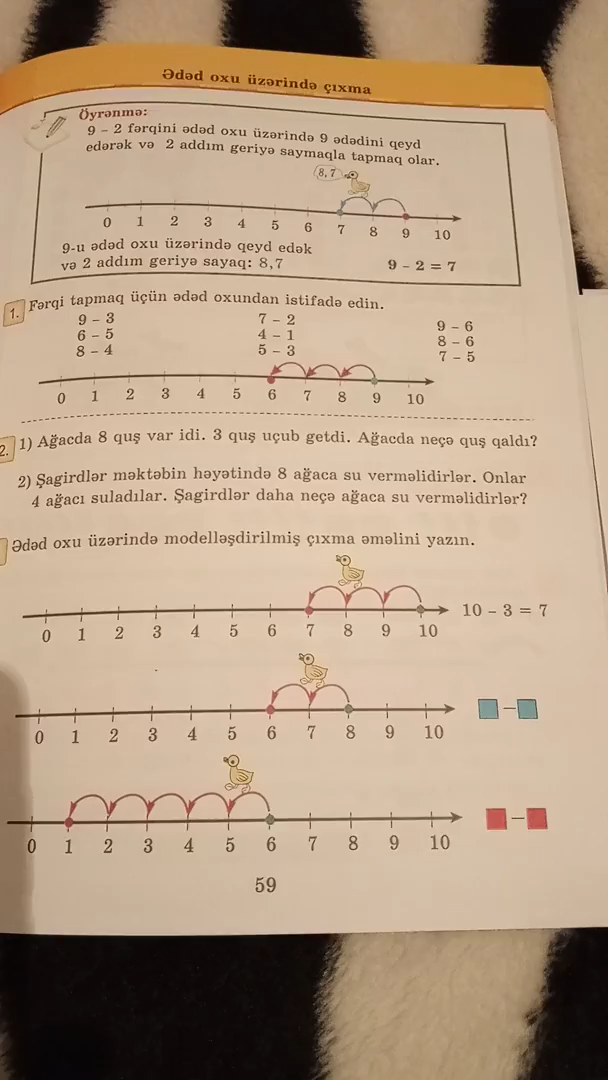 Ədəd oxu üzərində çıxma
Öyrənmə:
9 – 2 fərqini ədəd oxu üzərində 9 ədədini qeyd
edərək və 2 addım geriyə saymaqla tapmaq olar.
8, 7
0 1 2 3 4 5 6 7 8 9 10
9-u ədəd oxu üzərində qeyd edək
və 2 addım geriyə sayaq: 8,7
9 – 2 = 7
1. Fərqi tapmaq üçün ədəd oxundan istifadə edin.
9 – 3 7 – 2 9 – 6
6 – 5 4 – 1 8 – 6
8 – 4 5 – 3 7 – 5
0 1 2 3 4 5 6 7 8 9 10
2. 1) Ağacda 8 quş var idi. 3 quş uçub getdi. Ağacda neçə quş qaldı?
2) Şagirdlər məktəbin həyətində 8 ağaca su verməlidirlər. Onlar
4 ağacı suladılar. Şagirdlər daha neçə ağaca su verməlidirlər?
Ədəd oxu üzərində modelləşdirilmiş çıxma əməlini yazın.
0 1 2 3 4 5 6 7 8 9 10
10 – 3 = 7
0 1 2 3 4 5 6 7 8 9 10
–
0 1 2 3 4 5 6 7 8 9 10
–
59